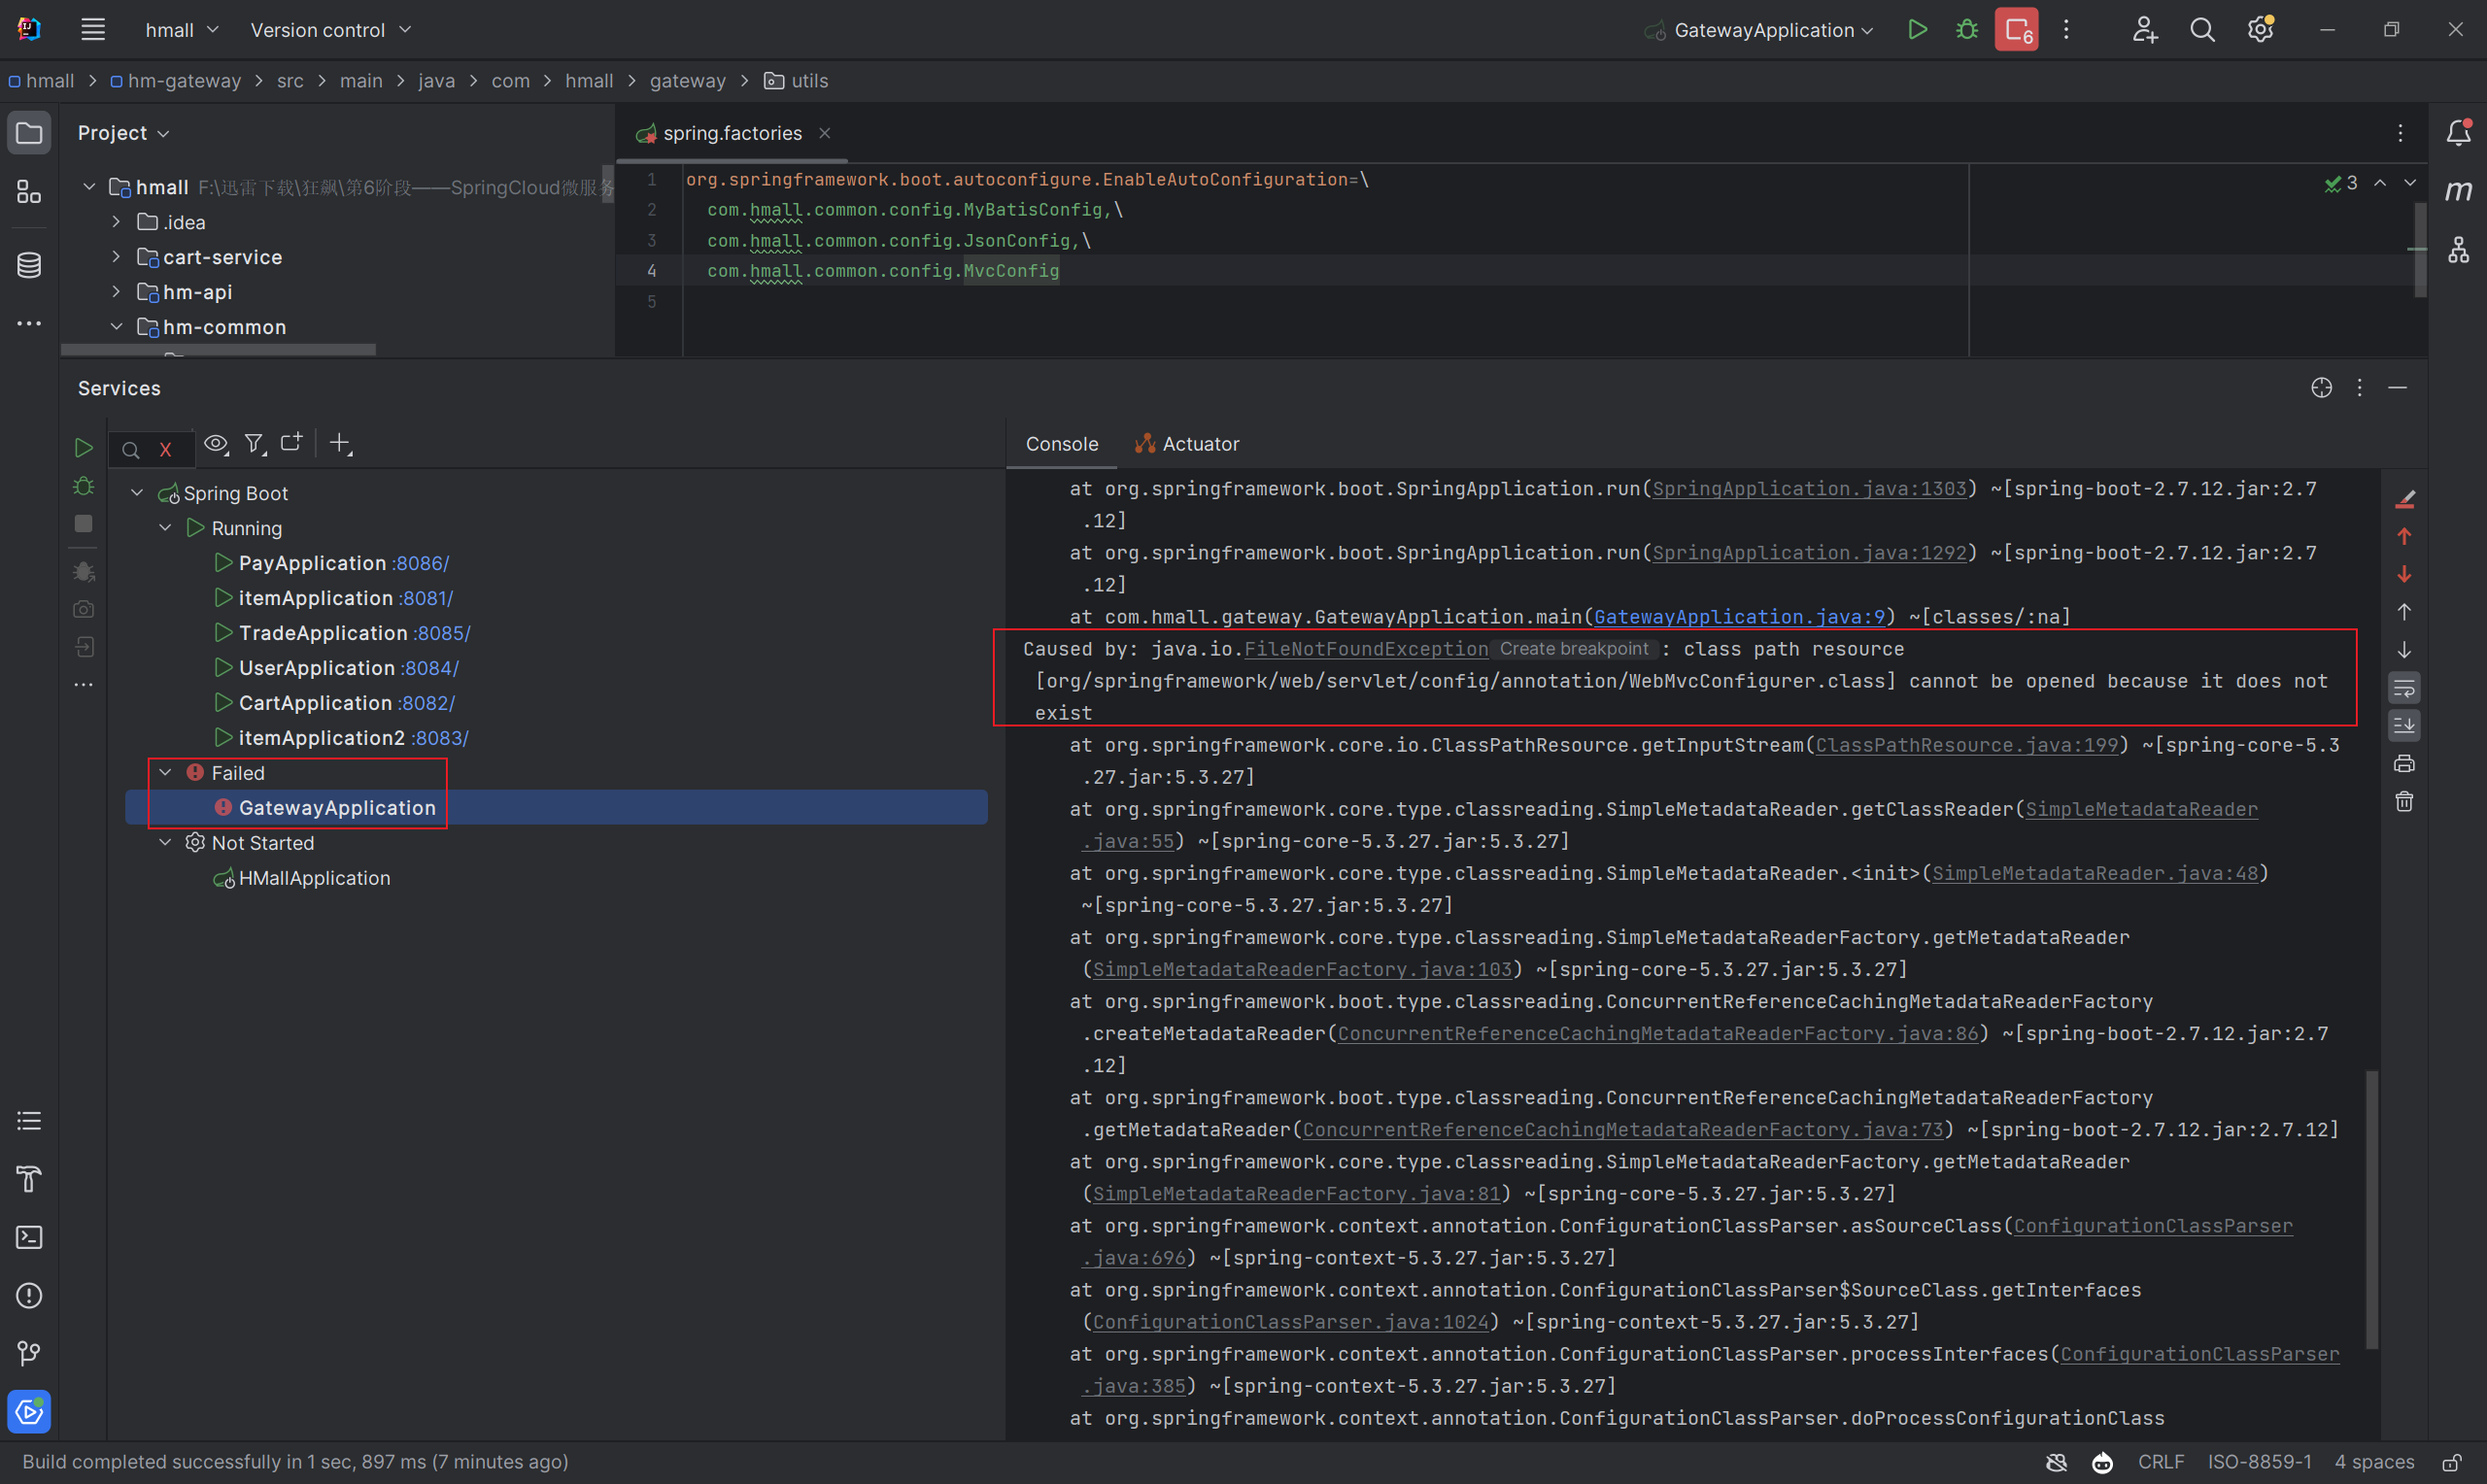 hmall
Version control
GatewayApplication
6
hmall > hm-gateway > src > main > java > com > hmall > gateway > utils
Project
spring.factories
hmall F:\迅雷下载\狂飙\第6阶段——SpringCloud微服务
.idea
cart-service
hm-api
hm-common
1 org.springframework.boot.autoconfigure.EnableAutoConfiguration=\
2 com.hmall.common.config.MyBatisConfig,\
3 com.hmall.common.config.JsonConfig,\
4 com.hmall.common.config.MvcConfig
5
3
m
Services
X
Spring Boot
Running
PayApplication :8086/
itemApplication :8081/
TradeApplication :8085/
UserApplication :8084/
CartApplication :8082/
itemApplication2 :8083/
Failed
GatewayApplication
Not Started
HMallApplication
Console
Actuator
at org.springframework.boot.SpringApplication.run(SpringApplication.java:1303) ~[spring-boot-2.7.12.jar:2.7
.12]
at org.springframework.boot.SpringApplication.run(SpringApplication.java:1292) ~[spring-boot-2.7.12.jar:2.7
.12]
at com.hmall.gateway.GatewayApplication.main(GatewayApplication.java:9) ~[classes/:na]
Caused by: java.io.FileNotFoundException Create breakpoint : class path resource
[org/springframework/web/servlet/config/annotation/WebMvcConfigurer.class] cannot be opened because it does not
exist
at org.springframework.core.io.ClassPathResource.getInputStream(ClassPathResource.java:199) ~[spring-core-5.3
.27.jar:5.3.27]
at org.springframework.core.type.classreading.SimpleMetadataReader.getClassReader(SimpleMetadataReader
.java:55) ~[spring-core-5.3.27.jar:5.3.27]
at org.springframework.core.type.classreading.SimpleMetadataReader.<init>(SimpleMetadataReader.java:48)
~[spring-core-5.3.27.jar:5.3.27]
at org.springframework.core.type.classreading.SimpleMetadataReaderFactory.getMetadataReader
(SimpleMetadataReaderFactory.java:103) ~[spring-core-5.3.27.jar:5.3.27]
at org.springframework.boot.type.classreading.ConcurrentReferenceCachingMetadataReaderFactory
.createMetadataReader(ConcurrentReferenceCachingMetadataReaderFactory.java:86) ~[spring-boot-2.7.12.jar:2.7
.12]
at org.springframework.boot.type.classreading.ConcurrentReferenceCachingMetadataReaderFactory
.getMetadataReader(ConcurrentReferenceCachingMetadataReaderFactory.java:73) ~[spring-boot-2.7.12.jar:2.7.12]
at org.springframework.core.type.classreading.SimpleMetadataReaderFactory.getMetadataReader
(SimpleMetadataReaderFactory.java:81) ~[spring-core-5.3.27.jar:5.3.27]
at org.springframework.context.annotation.ConfigurationClassParser.asSourceClass(ConfigurationClassParser
.java:696) ~[spring-context-5.3.27.jar:5.3.27]
at org.springframework.context.annotation.ConfigurationClassParser$SourceClass.getInterfaces
(ConfigurationClassParser.java:1024) ~[spring-context-5.3.27.jar:5.3.27]
at org.springframework.context.annotation.ConfigurationClassParser.processInterfaces(ConfigurationClassParser
.java:385) ~[spring-context-5.3.27.jar:5.3.27]
at org.springframework.context.annotation.ConfigurationClassParser.doProcessConfigurationClass
Build completed successfully in 1 sec, 897 ms (7 minutes ago)
CRLF ISO-8859-1 4 spaces